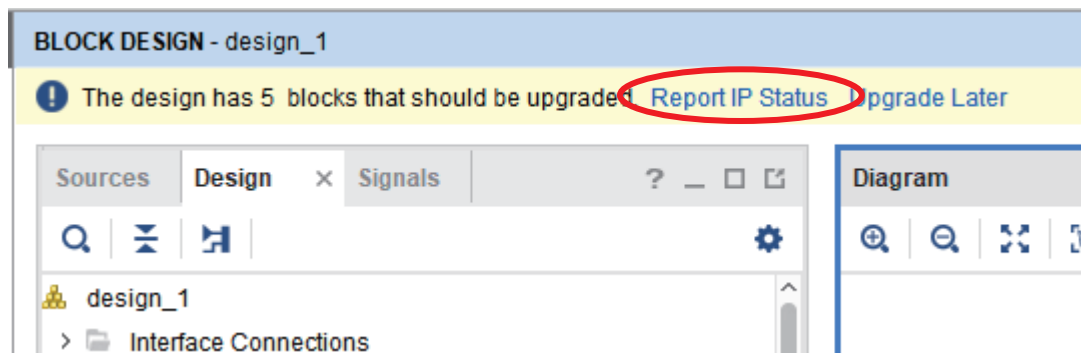 BLOCK DESIGN - design_1
The design has 5 blocks that should be upgraded. Report IP Status Upgrade Later
Sources Design × Signals ? Diagram
design_1
> Interface Connections